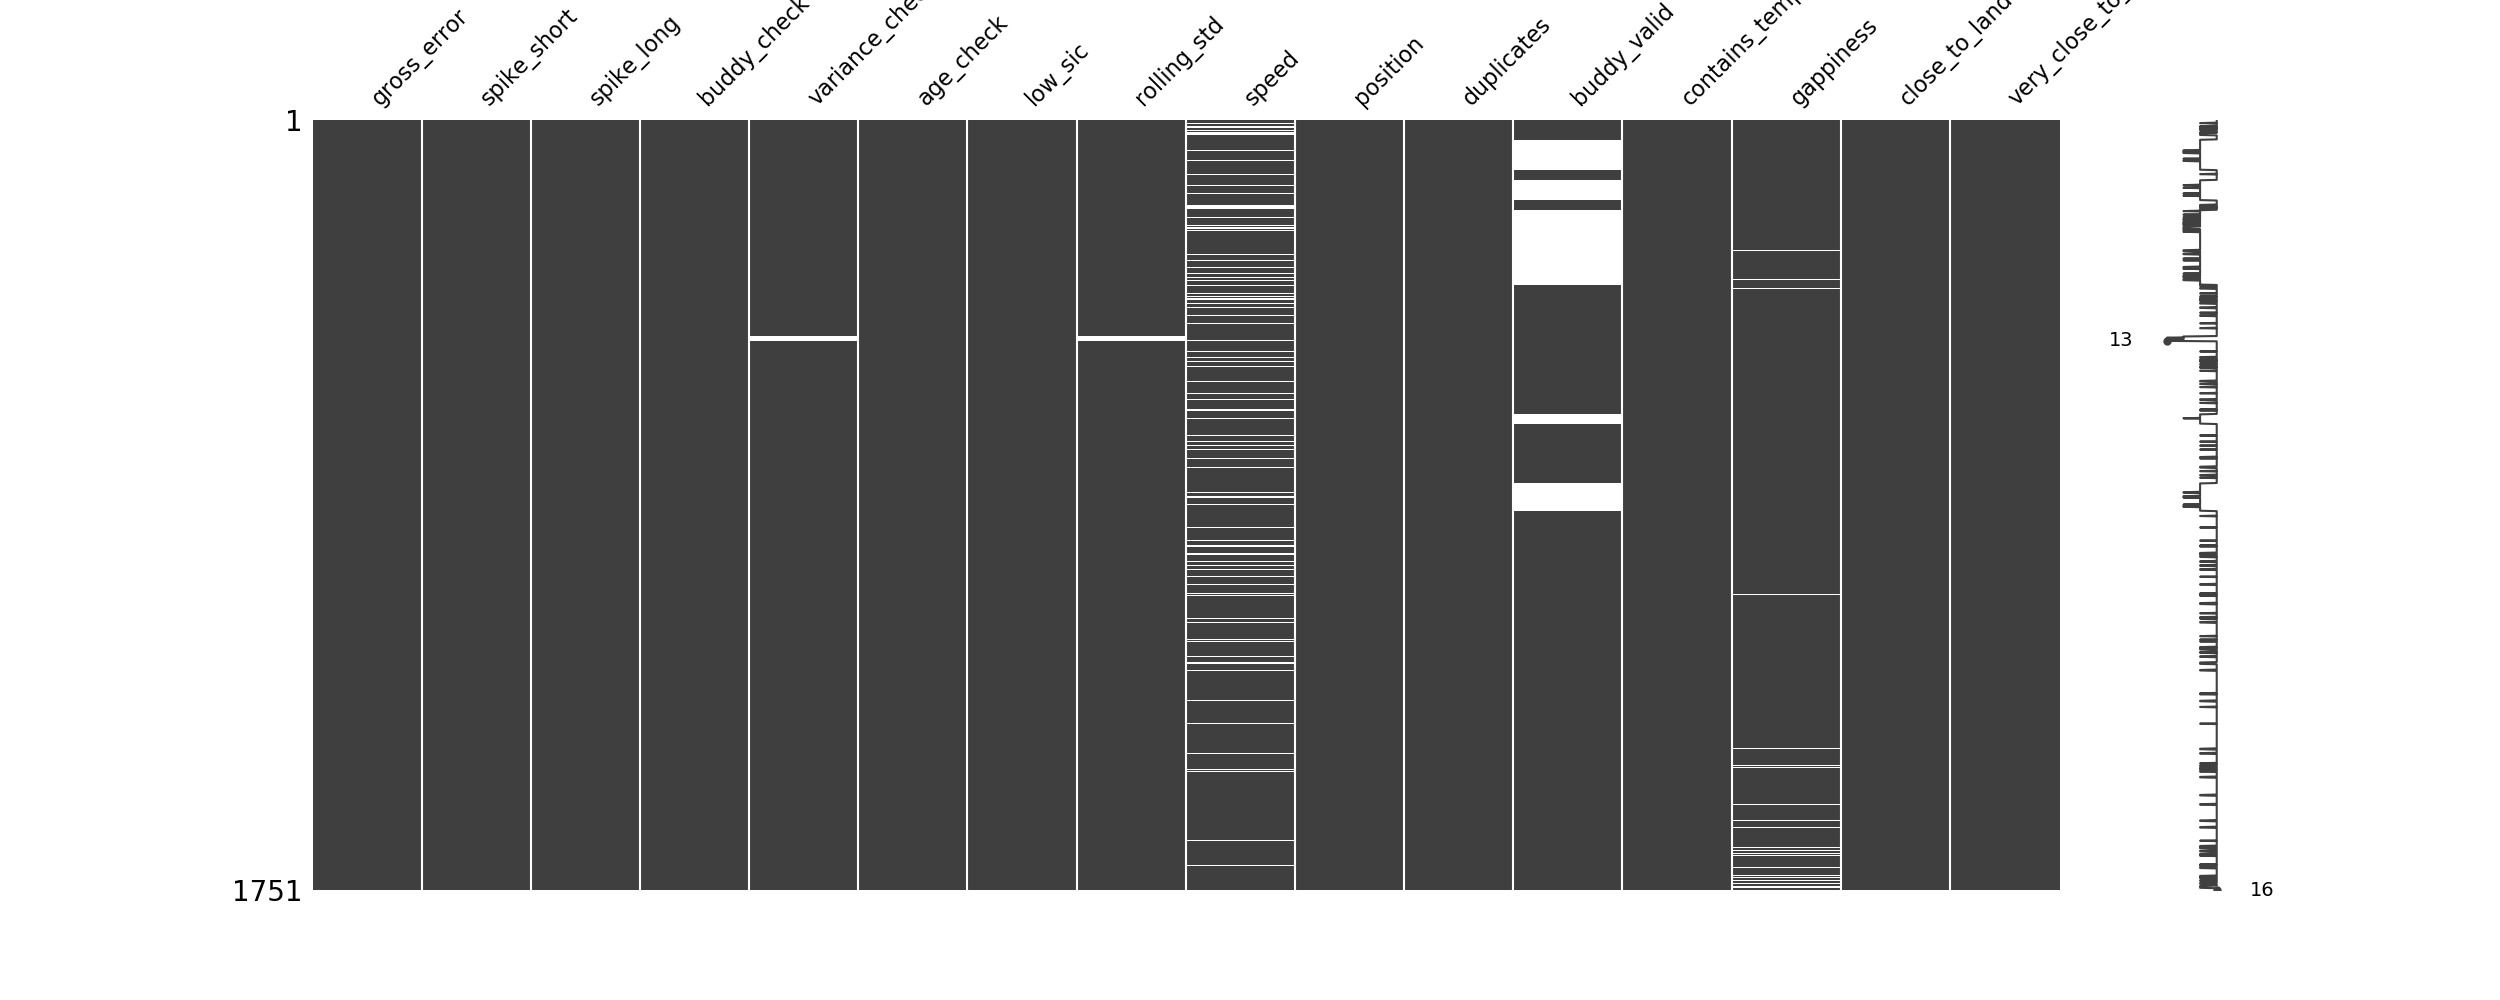 gross_error
spike_short
spike_long
buddy_check
variance_che
age_check
low_sic
rolling_std
speed
position
duplicates
buddy_valid
contains_temp
gappiness
close_to_land
very_close_to_
1
13
1751
16